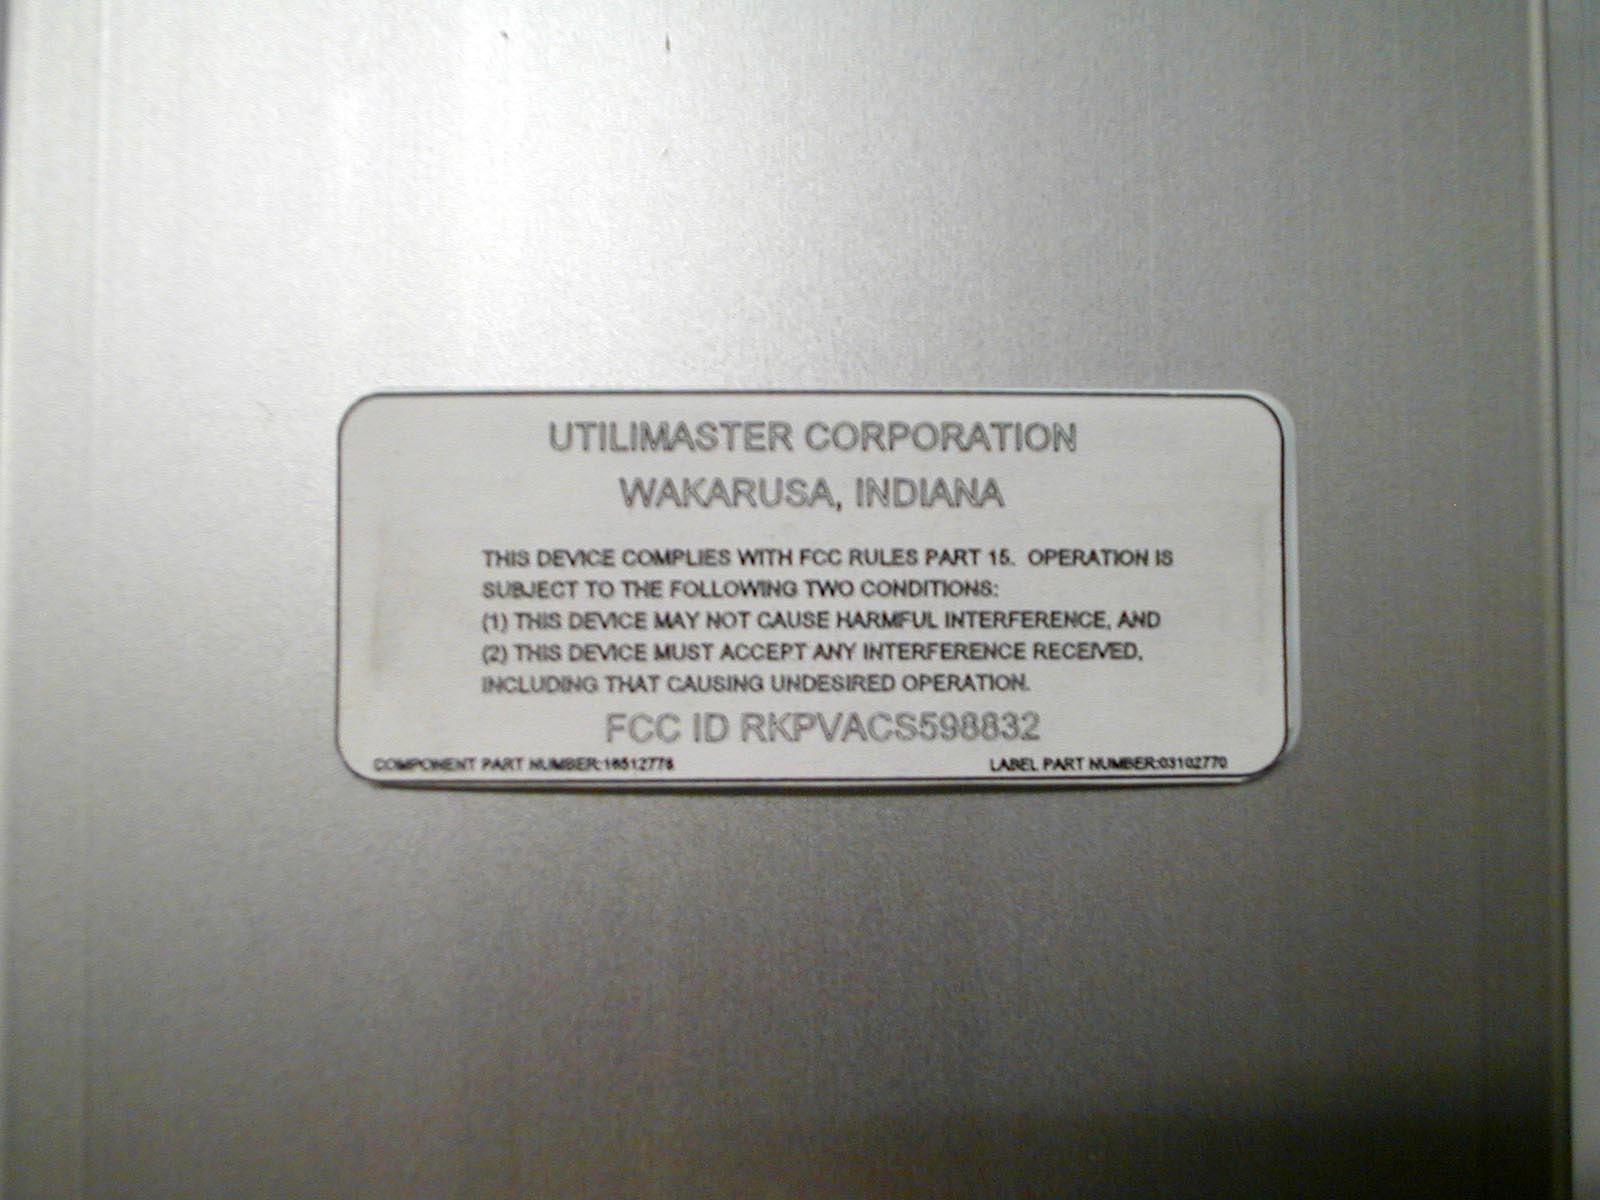 UTILIMASTER CORPORATION
WAKARUSA, INDIANA
THIS DEVICE COMPLIES WITH FCC RULES PART 15. OPERATION IS
SUBJECT TO THE FOLLOWING TWO CONDITIONS:
(1) THIS DEVICE MAY NOT CAUSE HARMFUL INTERFERENCE, AND
(2) THIS DEVICE MUST ACCEPT ANY INTERFERENCE RECEIVED,
INCLUDING THAT CAUSING UNDESIRED OPERATION.
FCC ID RKPVACS598832
COMPONENT PART NUMBER:
LABEL PART NUMBER:03102770